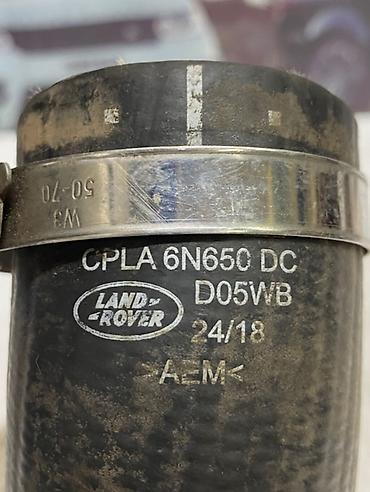 W3
50-70
CPLA 6N650 DC
LAND-
-ROVER
D05WB
24/18
>AEM<